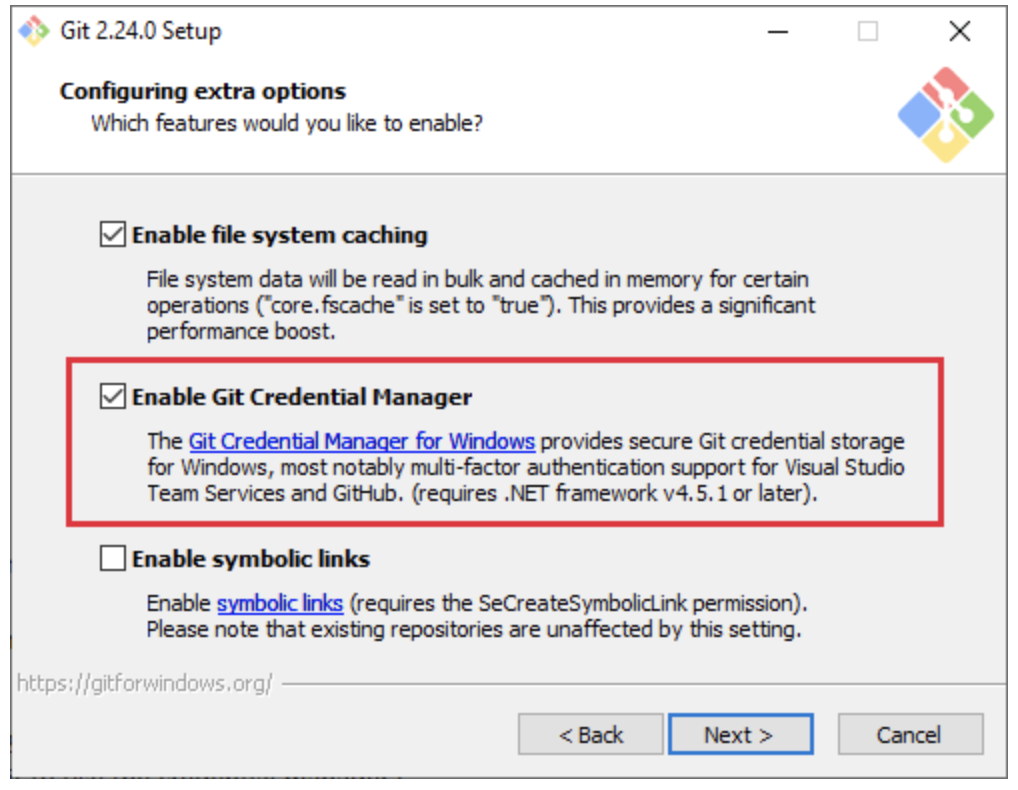 Git 2.24.0 Setup
Configuring extra options
Which features would you like to enable?
Enable file system caching
File system data will be read in bulk and cached in memory for certain
operations ("core.fscache" is set to "true"). This provides a significant
performance boost.
Enable Git Credential Manager
The Git Credential Manager for Windows provides secure Git credential storage
for Windows, most notably multi-factor authentication support for Visual Studio
Team Services and GitHub. (requires .NET framework v4.5.1 or later).
Enable symbolic links
Enable symbolic links (requires the SeCreateSymbolicLink permission).
Please note that existing repositories are unaffected by this setting.
https://gitforwindows.org/
< Back
Next >
Cancel